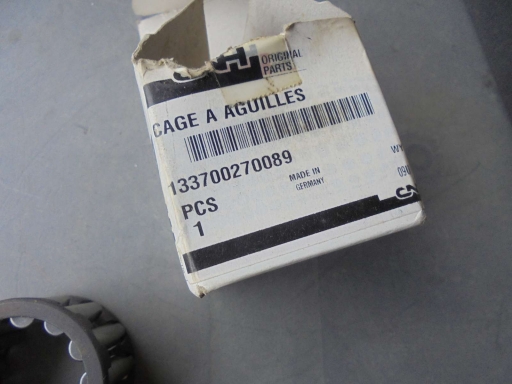 ORIGINAL
PARTS
CAGE A AGUILLES
133700270089
MADE IN
GERMANY
PCS
1